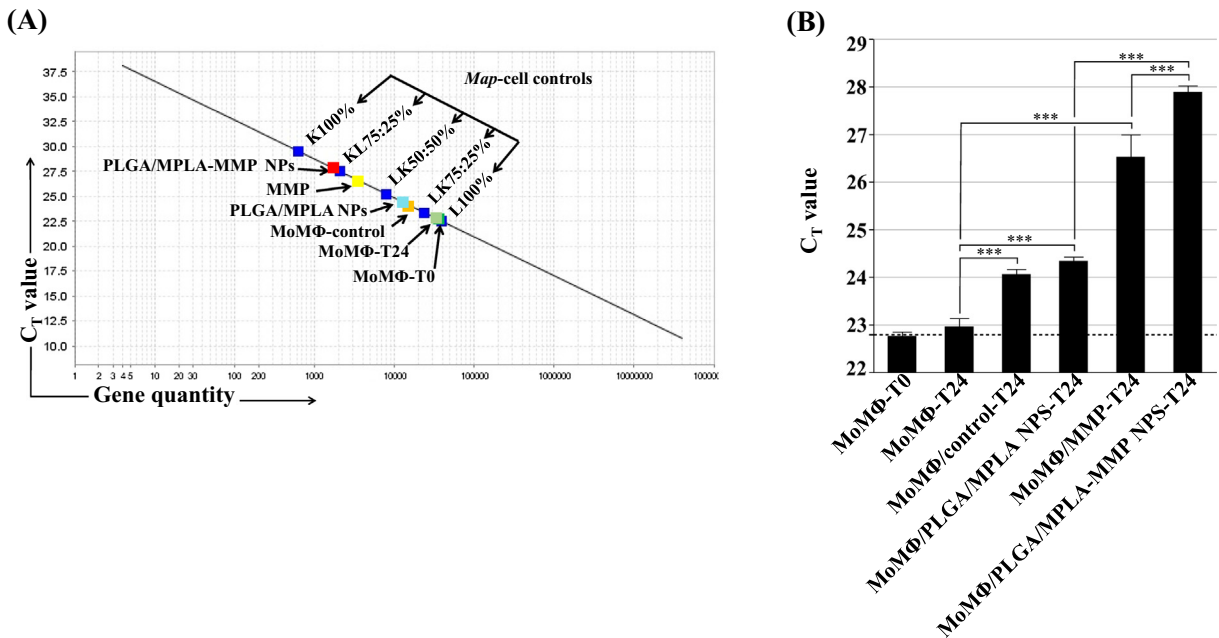 (A)
Map-cell controls
K100%
KL75:25%
LK50:50%
LK75:25%
L100%
PLGA/MPLA-MMP NPs
MMP
PLGA/MPLA NPs
MoMΦ-control
MoMΦ-T24
MoMΦ-T0
37.5
35.0
32.5
30.0
27.5
25.0
22.5
20.0
17.5
15.0
12.5
10.0
CT value
1 2 3 4 5 10 20 30 100 200 1000 10000 100000 1000000 10000000 100000
Gene quantity
(B)
29
28
27
26
25
24
23
22
CT value
***
***
***
***
***
MoMΦ-T0
MoMΦ-T24
MoMΦ/control-T24
MoMΦ/PLGA/MPLA NPS-T24
MoMΦ/MMP-T24
MoMΦ/PLGA/MPLA-MMP NPS-T24